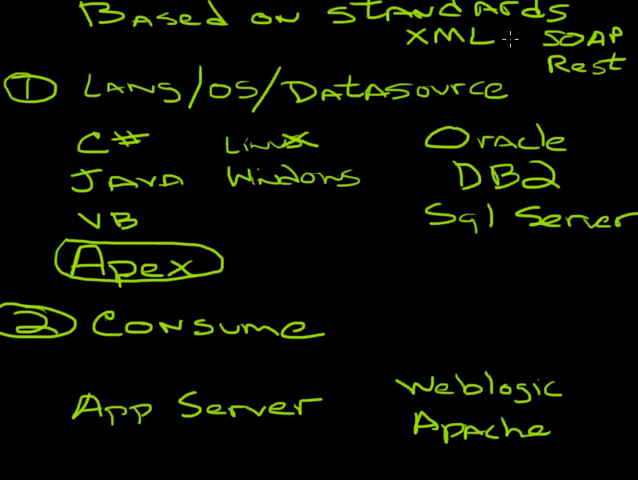 Based on standards
XML SOAP
Rest
① Lans/OS/Datasource
C# Linux Oracle
Java Windows DB2
VB Sql Server
Apex
② Consume
App Server Weblogic
Apache